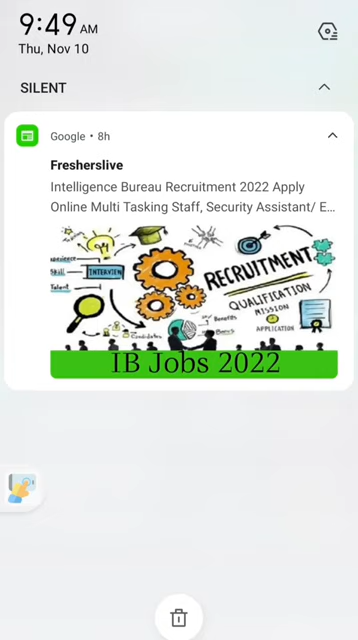 9:49 AM
Thu, Nov 10
SILENT
Google • 8h
Fresherslive
Intelligence Bureau Recruitment 2022 Apply
Online Multi Tasking Staff, Security Assistant/ E...
RECRUITMENT
INTERVIEW
Skill
Talent
QUALIFICATION
MISSION
APPLICATION
Benefits
Candidates
IB Jobs 2022